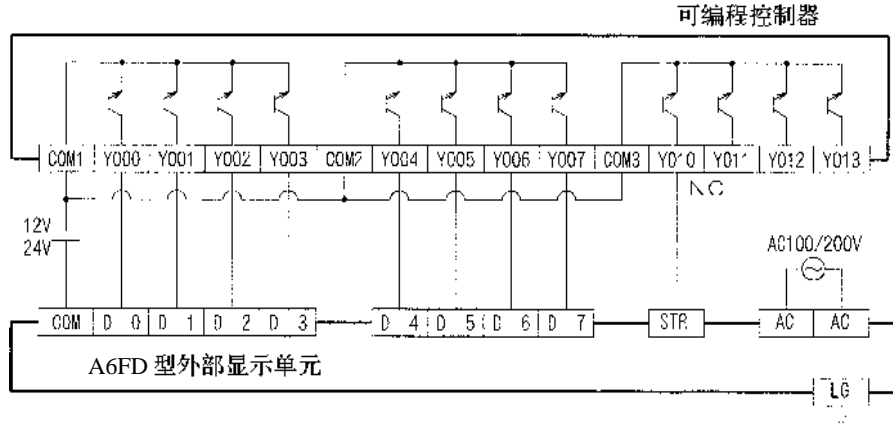 可编程控制器
COM1 Y000 Y001 Y002 Y003 COM2 Y004 Y005 Y006 Y007 COM3 Y010 Y011 Y012 Y013
NC
12V
24V
AC100/200V
COM D 0 D 1 D 2 D 3 D 4 D 5 D 6 D 7 STR AC AC
A6FD 型外部显示单元
LG